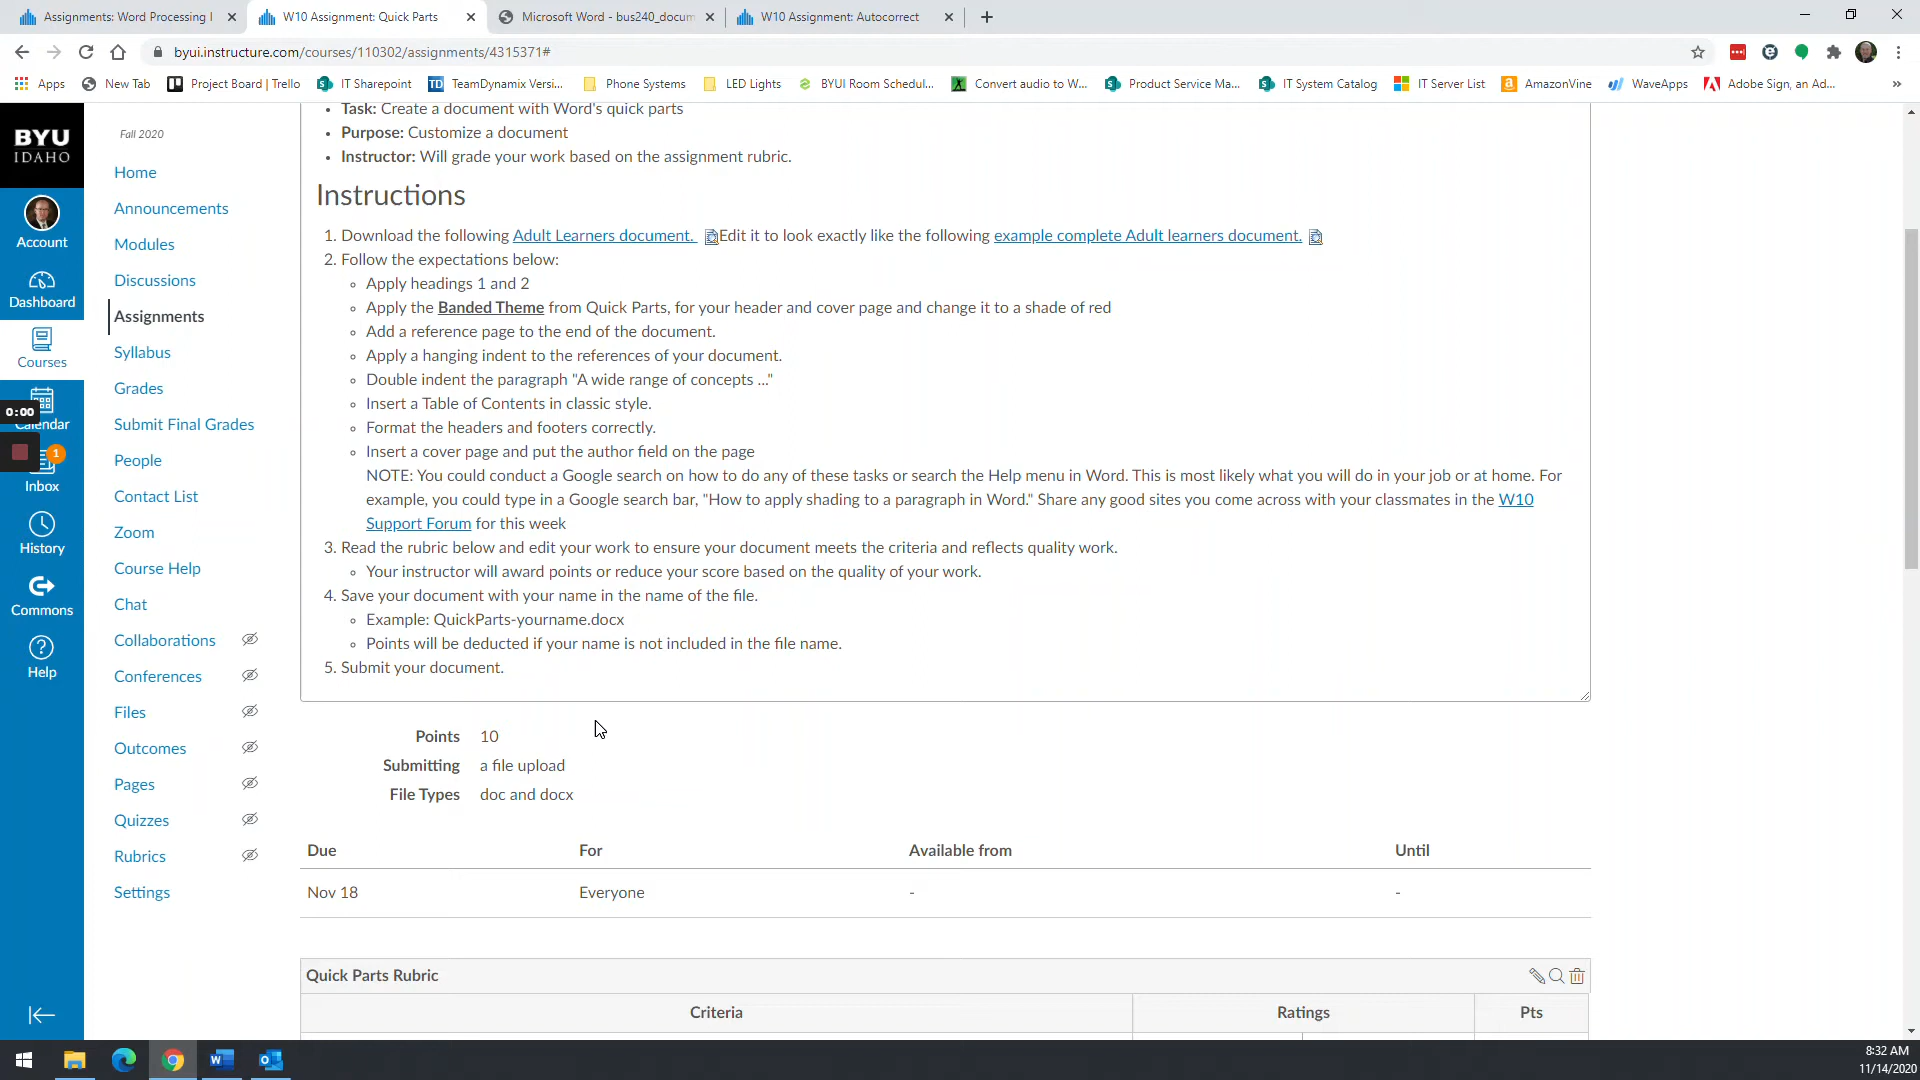 Assignments: Word Processing I
W10 Assignment: Quick Parts
Microsoft Word - bus240_docum
W10 Assignment: Autocorrect
byui.instructure.com/courses/110302/assignments/4315371#
Apps
New Tab
Project Board | Trello
IT Sharepoint
TD
TeamDynamix Versi...
Phone Systems
LED Lights
BYUI Room Schedul...
Convert audio to W...
Product Service Ma...
IT System Catalog
IT Server List
AmazonVine
WaveApps
Adobe Sign, an Ad...
BYU
IDAHO
Account
Dashboard
Courses
0:00
Calendar
1
Inbox
History
Commons
Help
Fall 2020
Home
Announcements
Modules
Discussions
Assignments
Syllabus
Grades
Submit Final Grades
People
Contact List
Zoom
Course Help
Chat
Collaborations
Conferences
Files
Outcomes
Pages
Quizzes
Rubrics
Settings
• Task: Create a document with Word's quick parts
• Purpose: Customize a document
• Instructor: Will grade your work based on the assignment rubric.
Instructions
1. Download the following Adult Learners document. Edit it to look exactly like the following example complete Adult learners document.
2. Follow the expectations below:
◦ Apply headings 1 and 2
◦ Apply the Banded Theme from Quick Parts, for your header and cover page and change it to a shade of red
◦ Add a reference page to the end of the document.
◦ Apply a hanging indent to the references of your document.
◦ Double indent the paragraph "A wide range of concepts ..."
◦ Insert a Table of Contents in classic style.
◦ Format the headers and footers correctly.
◦ Insert a cover page and put the author field on the page
NOTE: You could conduct a Google search on how to do any of these tasks or search the Help menu in Word. This is most likely what you will do in your job or at home. For
example, you could type in a Google search bar, "How to apply shading to a paragraph in Word." Share any good sites you come across with your classmates in the W10
Support Forum for this week
3. Read the rubric below and edit your work to ensure your document meets the criteria and reflects quality work.
◦ Your instructor will award points or reduce your score based on the quality of your work.
4. Save your document with your name in the name of the file.
◦ Example: QuickParts-yourname.docx
◦ Points will be deducted if your name is not included in the file name.
5. Submit your document.
Points 10
Submitting a file upload
File Types doc and docx
Due For Available from Until
Nov 18 Everyone - -
Quick Parts Rubric
Criteria Ratings Pts
8:32 AM
11/14/2020